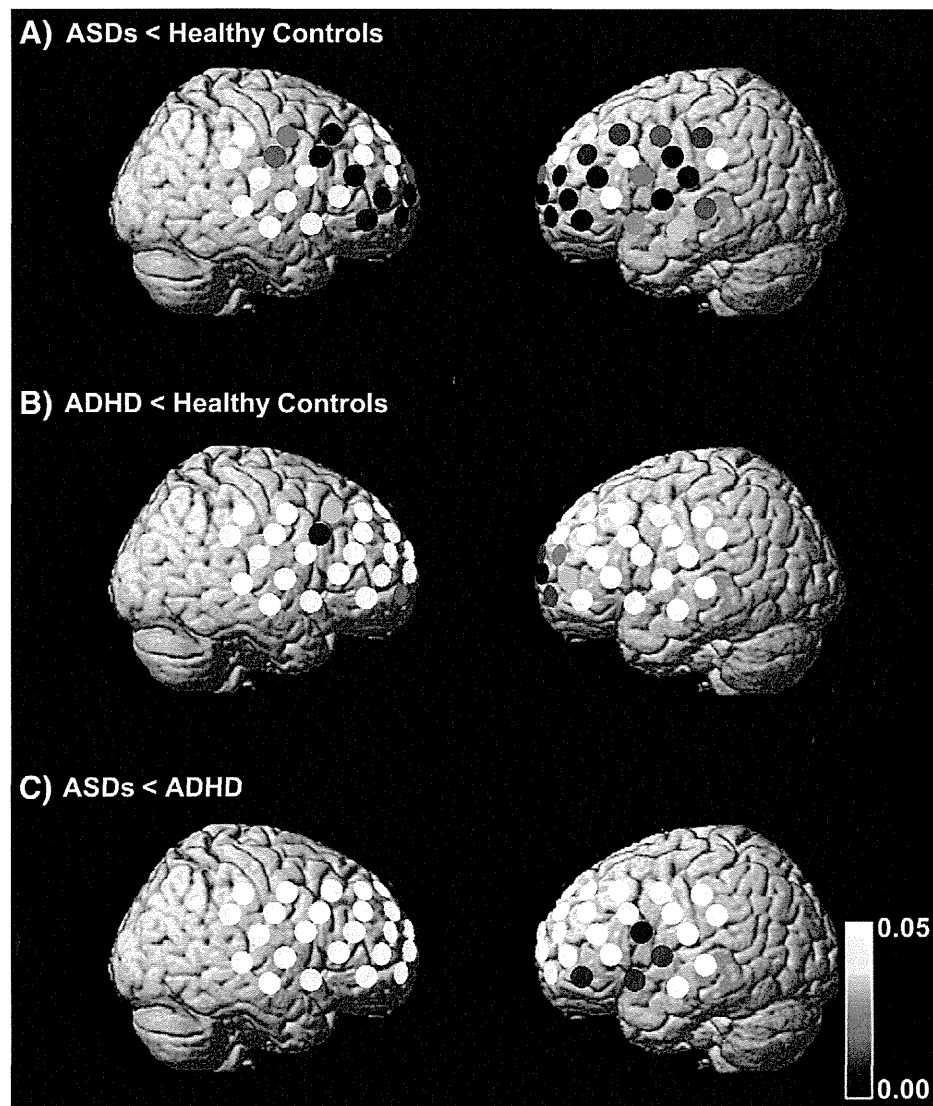 A) ASDs < Healthy Controls
B) ADHD < Healthy Controls
C) ASDs < ADHD
0.05
0.00